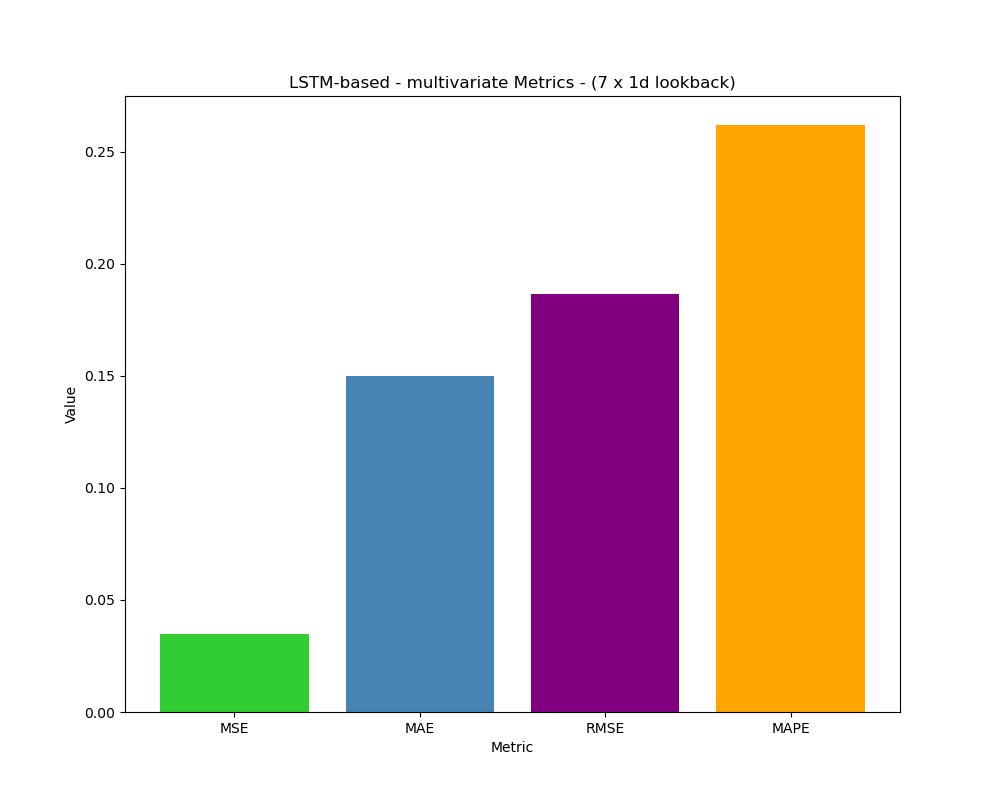 LSTM-based - multivariate Metrics - (7 x 1d lookback)
0.25
0.20
0.15
0.10
0.05
0.00
Value
MSE MAE RMSE MAPE
Metric